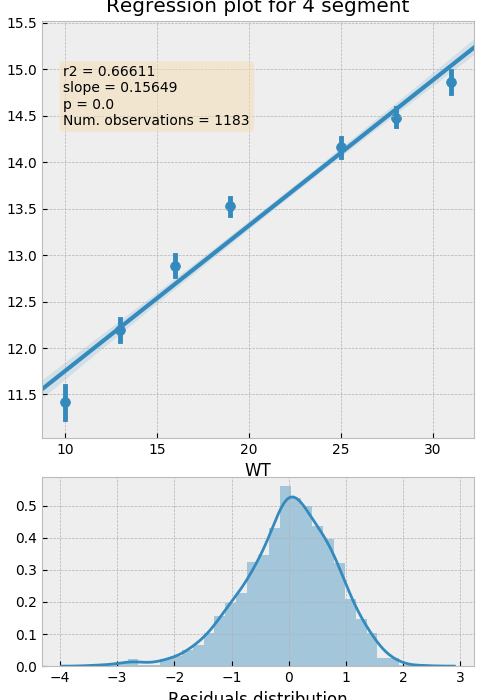 Regression plot for 4 segment
15.5
15.0
14.5
14.0
13.5
13.0
12.5
12.0
11.5
r2 = 0.66611
slope = 0.15649
p = 0.0
Num. observations = 1183
10 15 20 25 30
WT
0.5
0.4
0.3
0.2
0.1
0.0
−4 −3 −2 −1 0 1 2 3
Residuals distribution